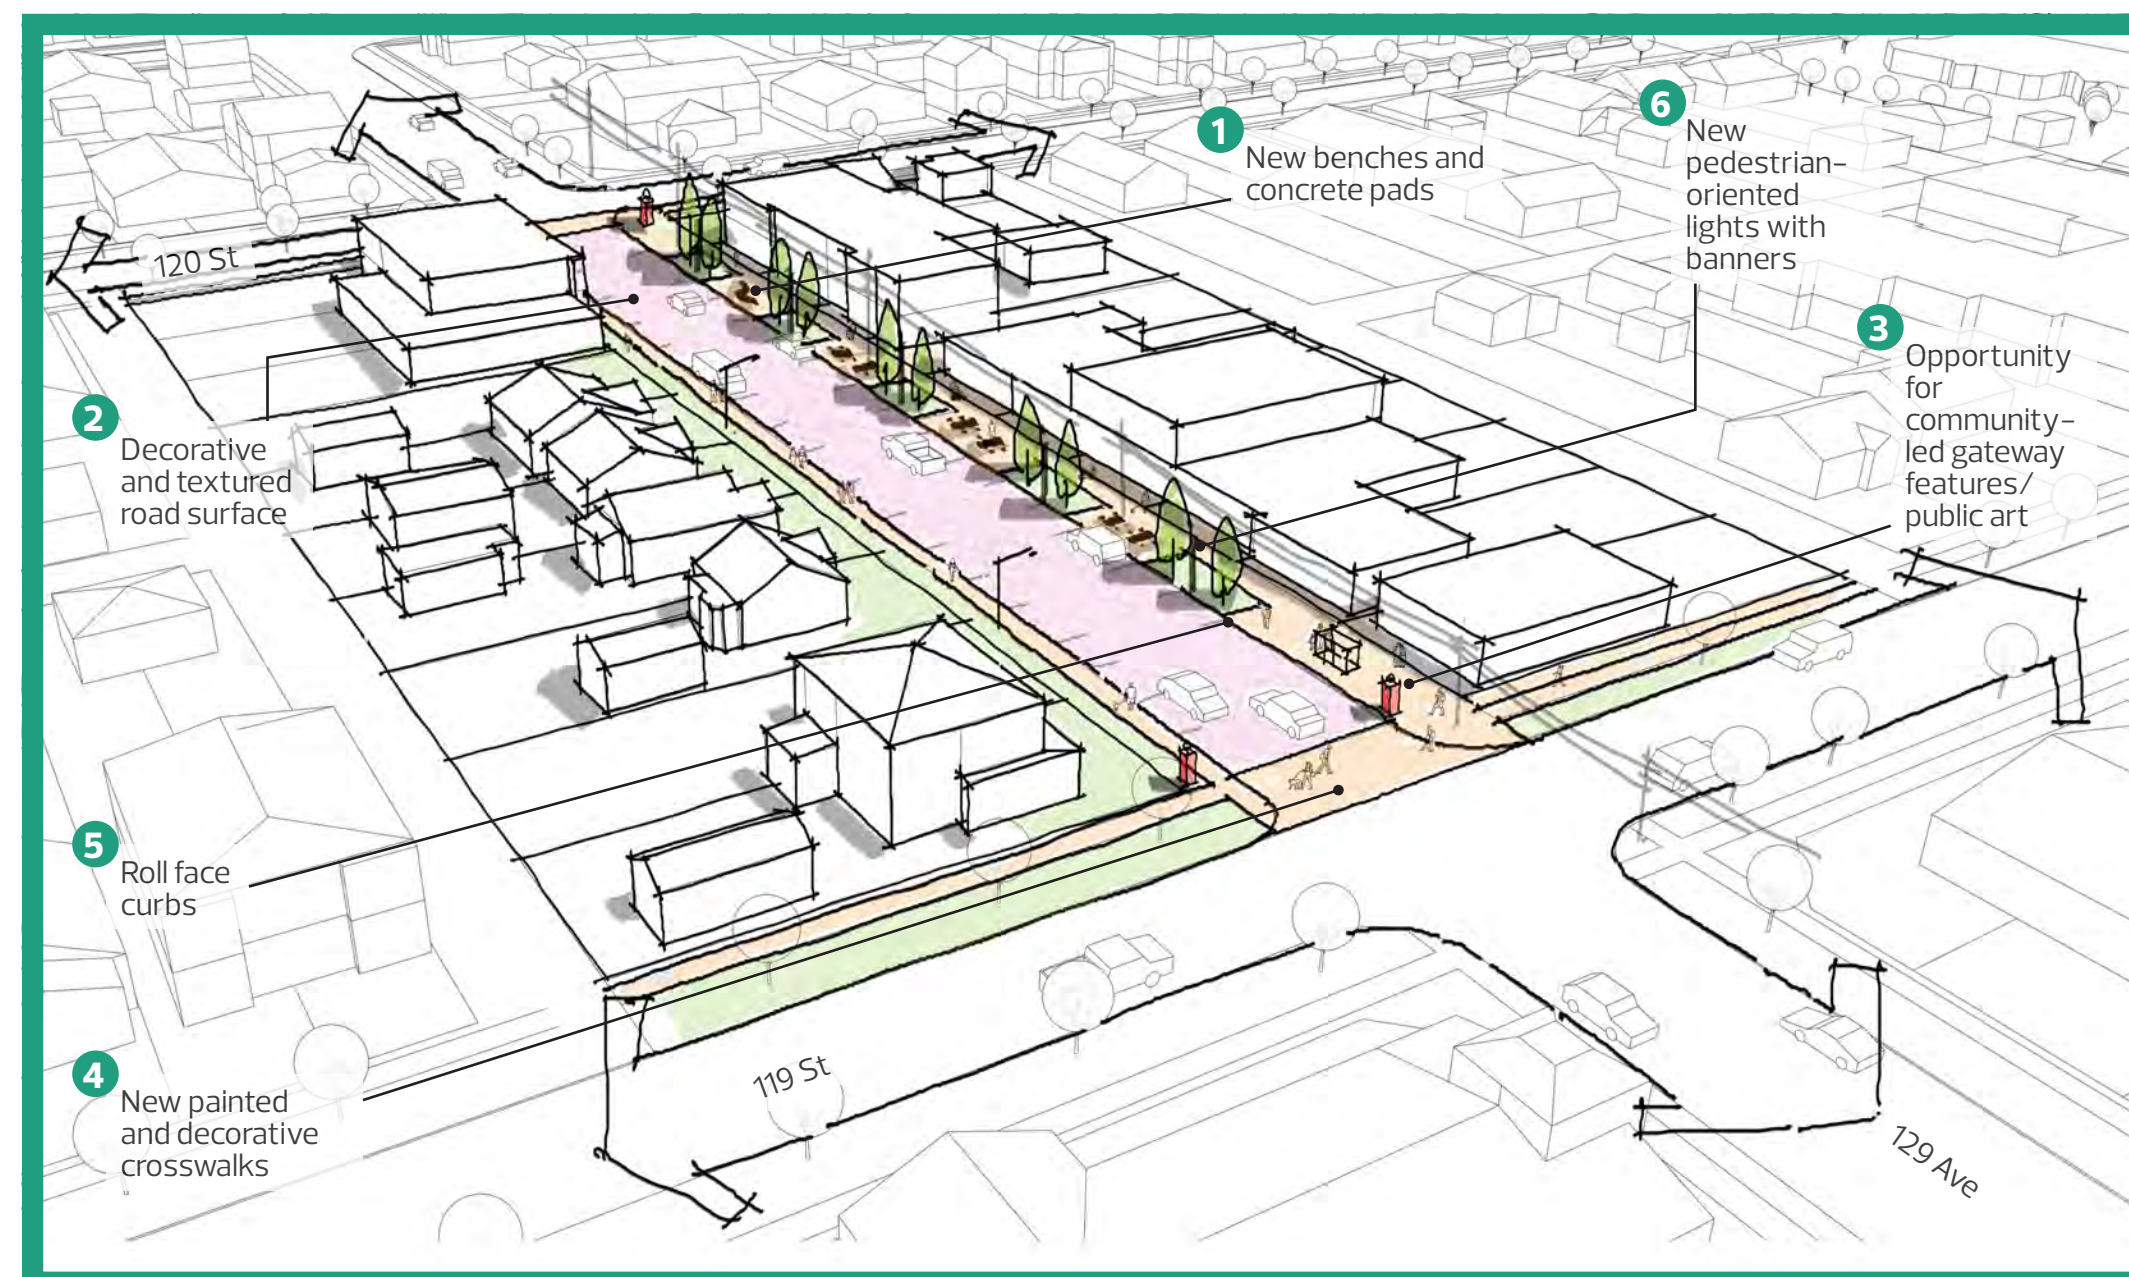 1
New benches and
concrete pads
6
New
pedestrian-
oriented
lights with
banners
120 St
3
Opportunity
for
community-
led gateway
features/
public art
2
Decorative
and textured
road surface
5
Roll face
curbs
4
New painted
and decorative
crosswalks
119 St
129 Ave